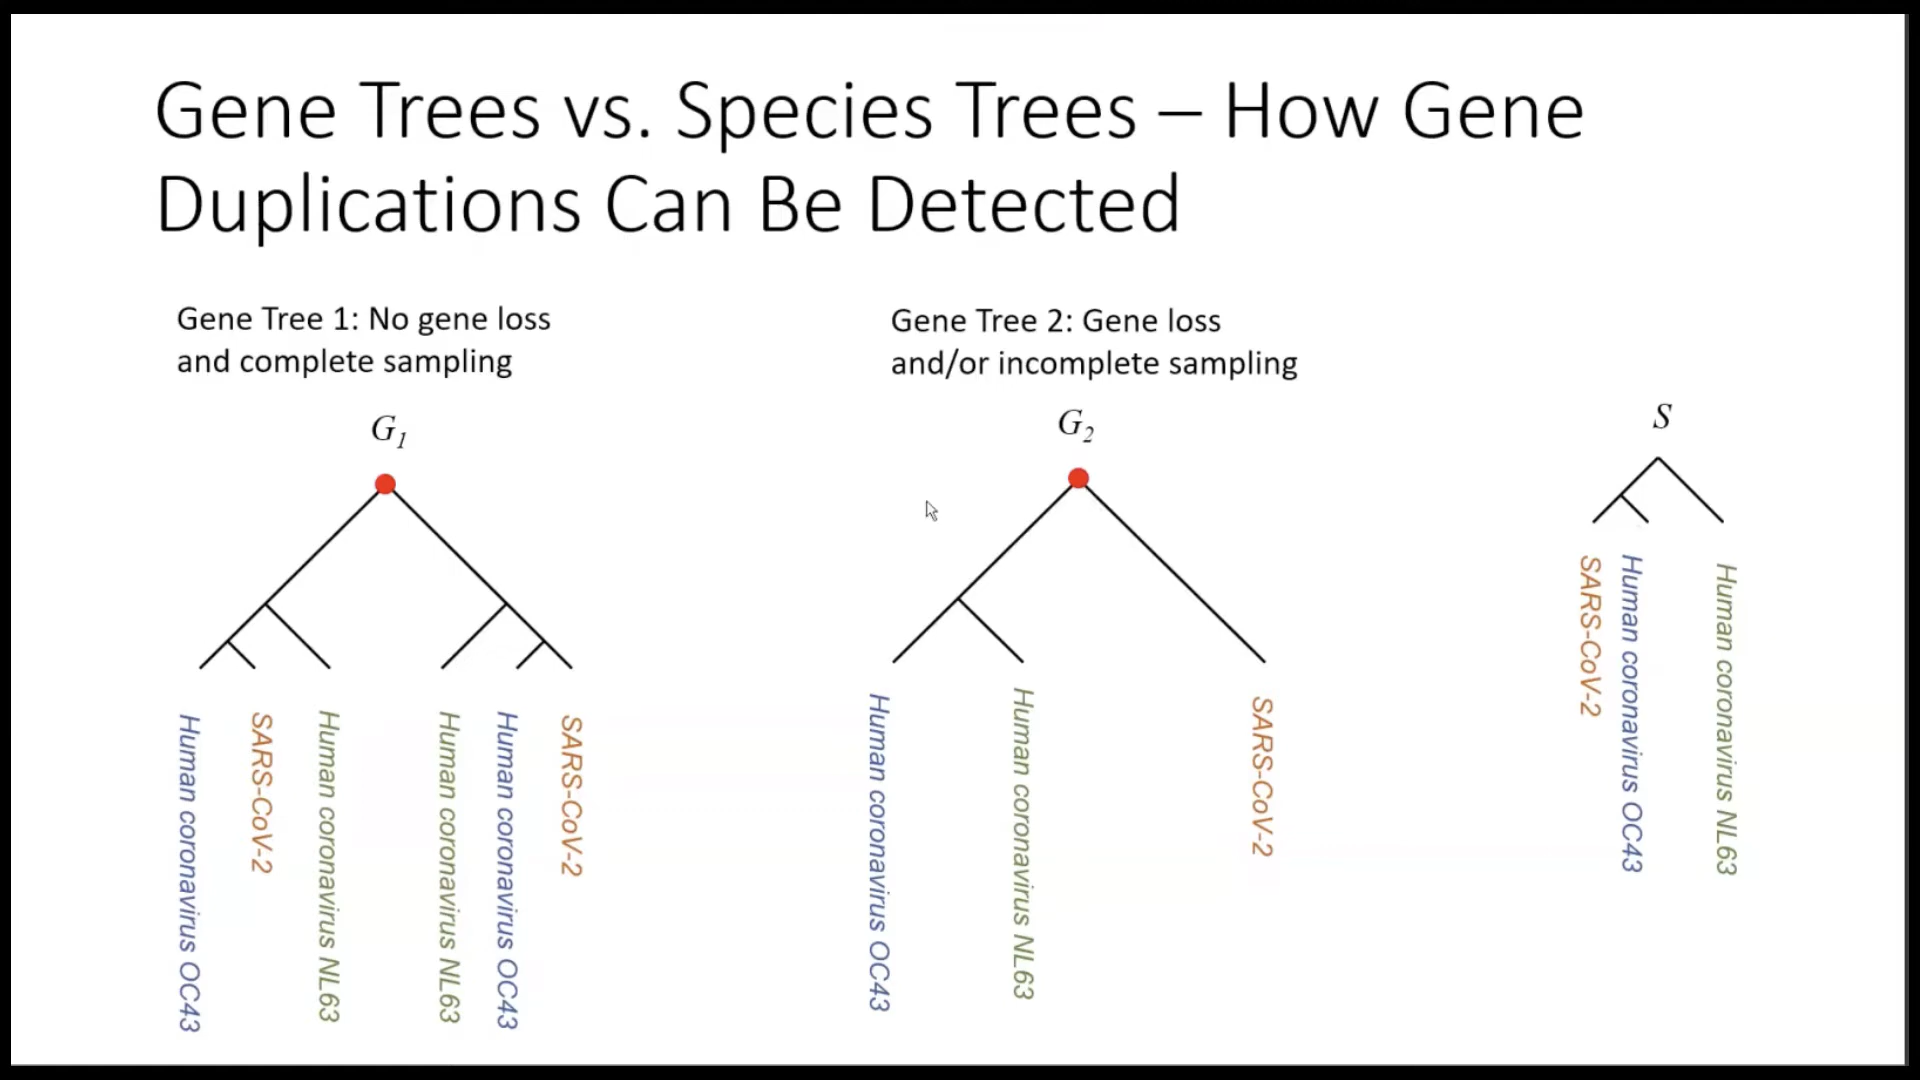 Gene Trees vs. Species Trees – How Gene
Duplications Can Be Detected
Gene Tree 1: No gene loss
and complete sampling
G1
Human coronavirus OC43
SARS-CoV-2
Human coronavirus NL63
Human coronavirus NL63
Human coronavirus OC43
SARS-CoV-2
Gene Tree 2: Gene loss
and/or incomplete sampling
G2
Human coronavirus OC43
Human coronavirus NL63
SARS-CoV-2
S
SARS-CoV-2
Human coronavirus OC43
Human coronavirus NL63